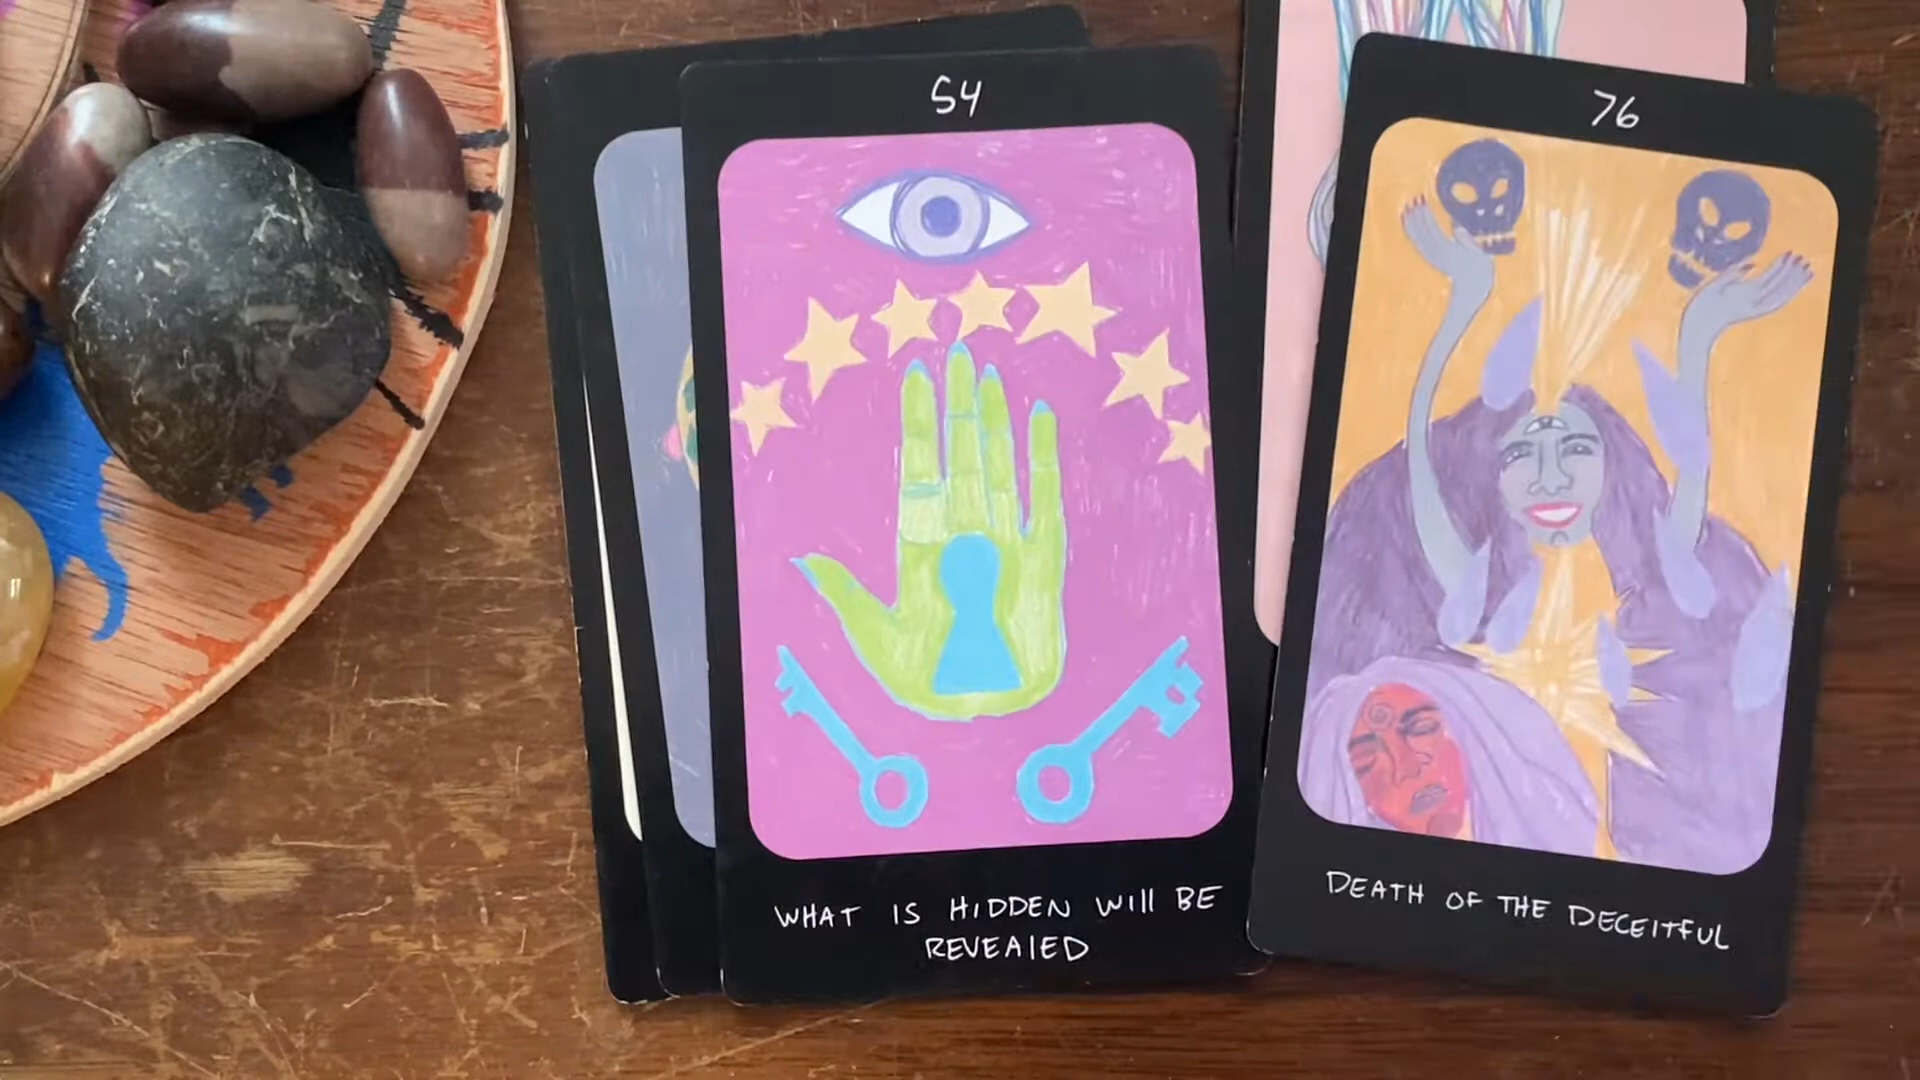 54
WHAT IS HIDDEN WIll BE
REVEAlED
76
DEATH OF THE DECEITFUL